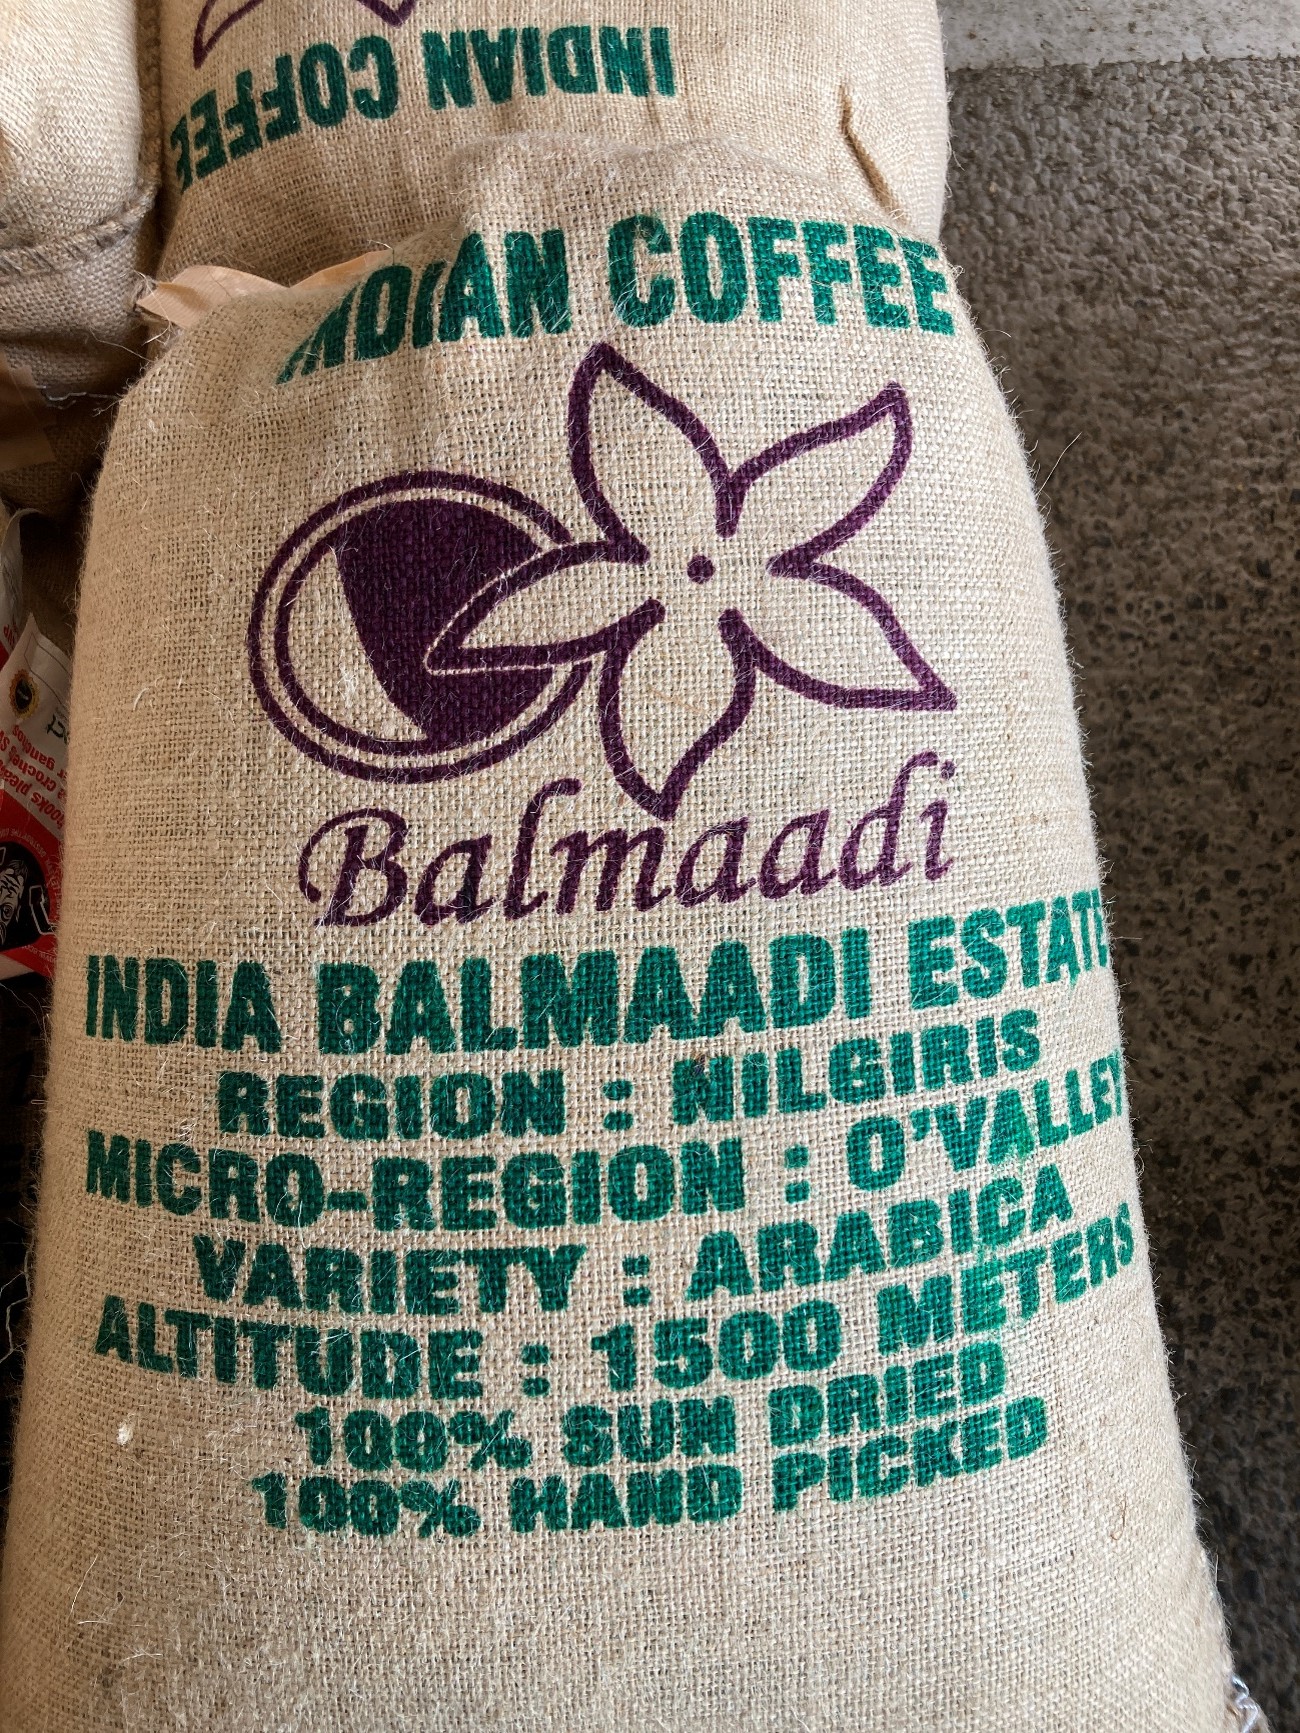 INDIAN COFFEE
INDIAN COFFEE
Balmaadi
INDIA BALMAADI ESTATE
REGION : NILGIRIS
MICRO-REGION : O'VALLEY
VARIETY : ARABICA
ALTITUDE : 1500 METERS
100% SUN DRIED
100% HAND PICKED